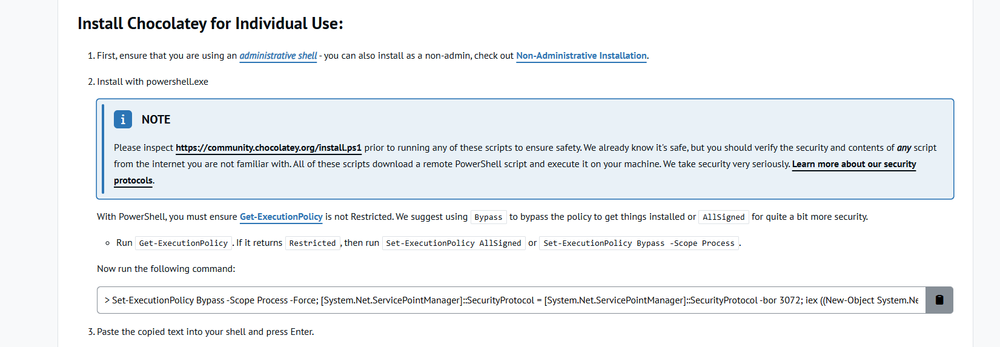 Install Chocolatey for Individual Use:
1. First, ensure that you are using an administrative shell - you can also install as a non-admin, check out Non-Administrative Installation.
2. Install with powershell.exe
i NOTE
Please inspect https://community.chocolatey.org/install.ps1 prior to running any of these scripts to ensure safety. We already know it's safe, but you should verify the security and contents of any script
from the internet you are not familiar with. All of these scripts download a remote PowerShell script and execute it on your machine. We take security very seriously. Learn more about our security
protocols.
With PowerShell, you must ensure Get-ExecutionPolicy is not Restricted. We suggest using Bypass to bypass the policy to get things installed or AllSigned for quite a bit more security.
Run Get-ExecutionPolicy. If it returns Restricted, then run Set-ExecutionPolicy AllSigned or Set-ExecutionPolicy Bypass -Scope Process.
Now run the following command:
> Set-ExecutionPolicy Bypass -Scope Process -Force; [System.Net.ServicePointManager]::SecurityProtocol = [System.Net.ServicePointManager]::SecurityProtocol -bor 3072; iex ((New-Object System.Ne
3. Paste the copied text into your shell and press Enter.